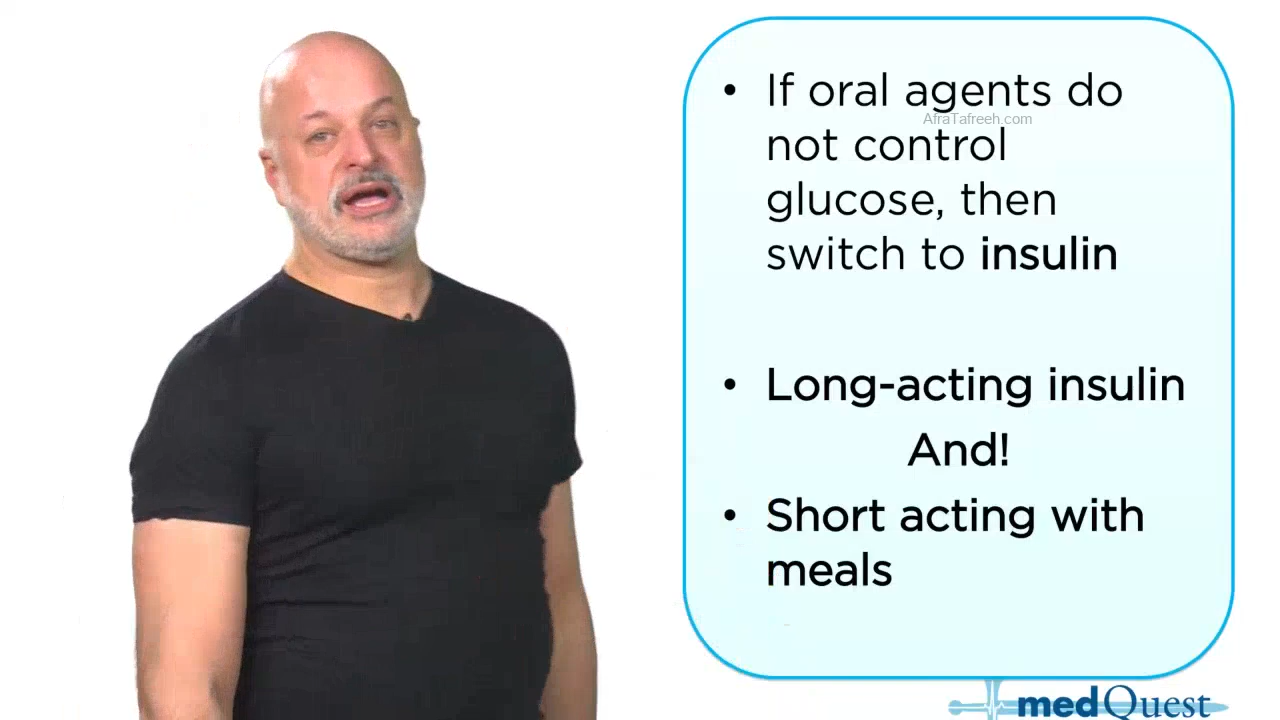 • If oral agents do
AfraTafreeh.com
not control
glucose, then
switch to insulin
• Long-acting insulin
And!
• Short acting with
meals
medQuest